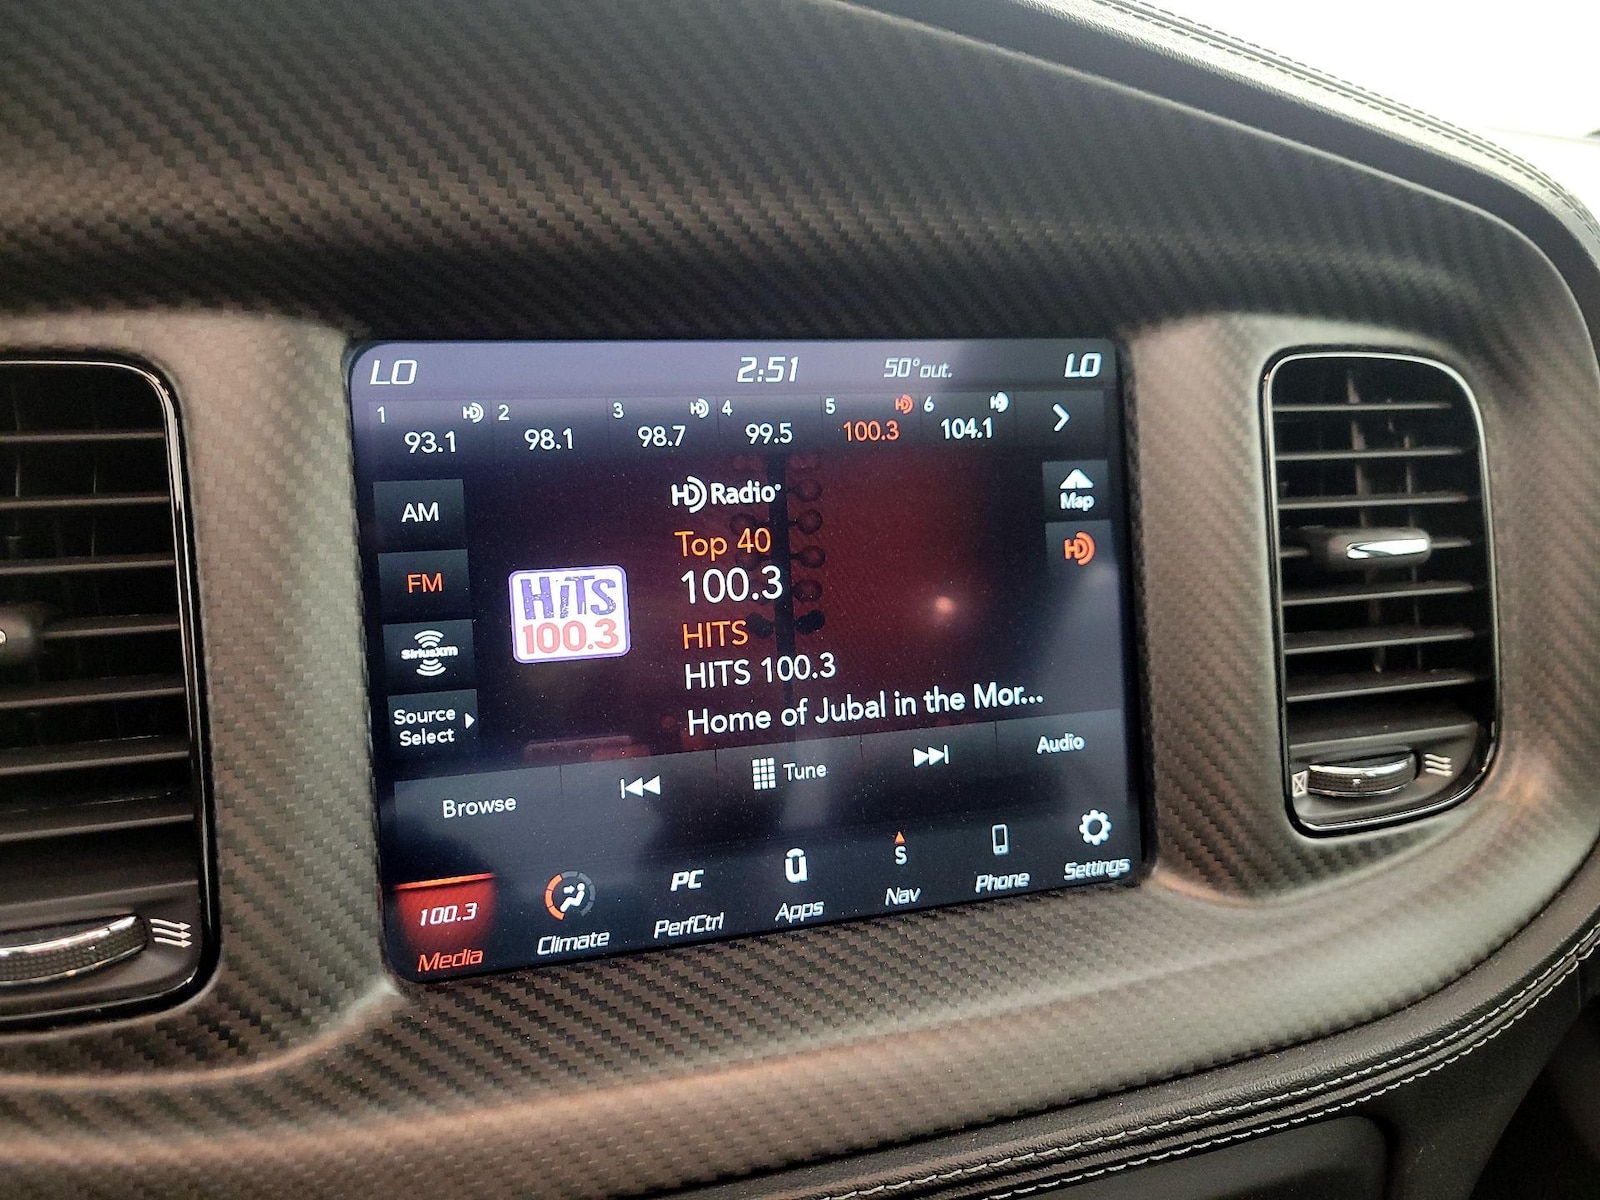 LO 2:51 50°out. LO
1 2 3 4 5 6
93.1 98.1 98.7 99.5 100.3 104.1
AM
FM
SiriusXM
Source
Select
HiTS
100.3
HD Radio
Top 40
100.3
HITS
HITS 100.3
Home of Jubal in the Mor...
Map
HD
Browse Tune Audio
100.3
Media
Climate
PC
PerfCtrl
Apps
S
Nav
Phone
Settings